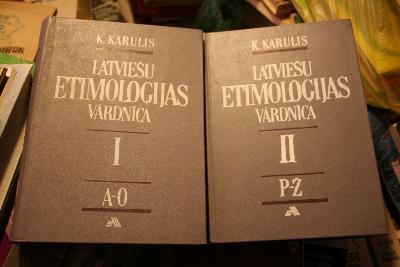 K. KARULIS
LATVIEŠU
ETIMOLOĢIJAS
VĀRDNĪCA
I
A-O
K. KARULIS
LATVIEŠU
ETIMOLOĢIJAS
VĀRDNĪCA
II
P-Ž